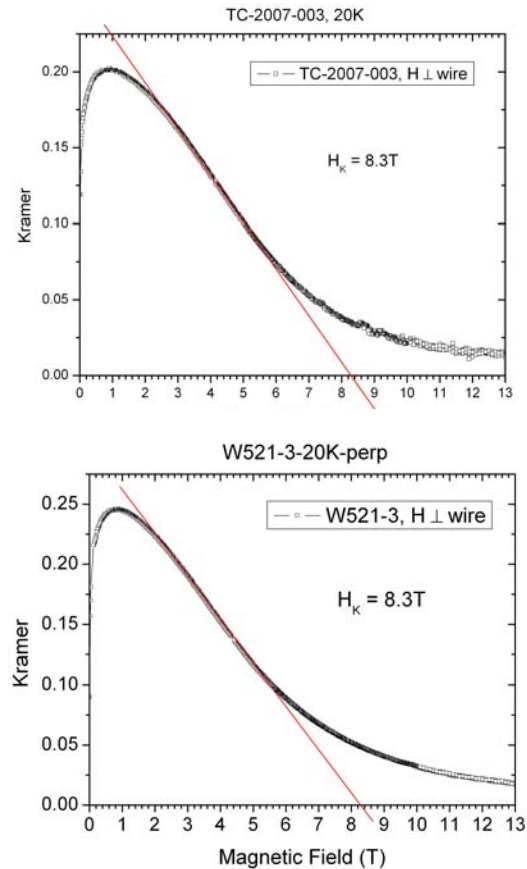 TC-2007-003, 20K
TC-2007-003, H ⊥ wire
H_K = 8.3T
Kramer
0.20
0.15
0.10
0.05
0.00
0 1 2 3 4 5 6 7 8 9 10 11 12 13
W521-3-20K-perp
W521-3, H ⊥ wire
H_K = 8.3T
Kramer
0.25
0.20
0.15
0.10
0.05
0.00
0 1 2 3 4 5 6 7 8 9 10 11 12 13
Magnetic Field (T)